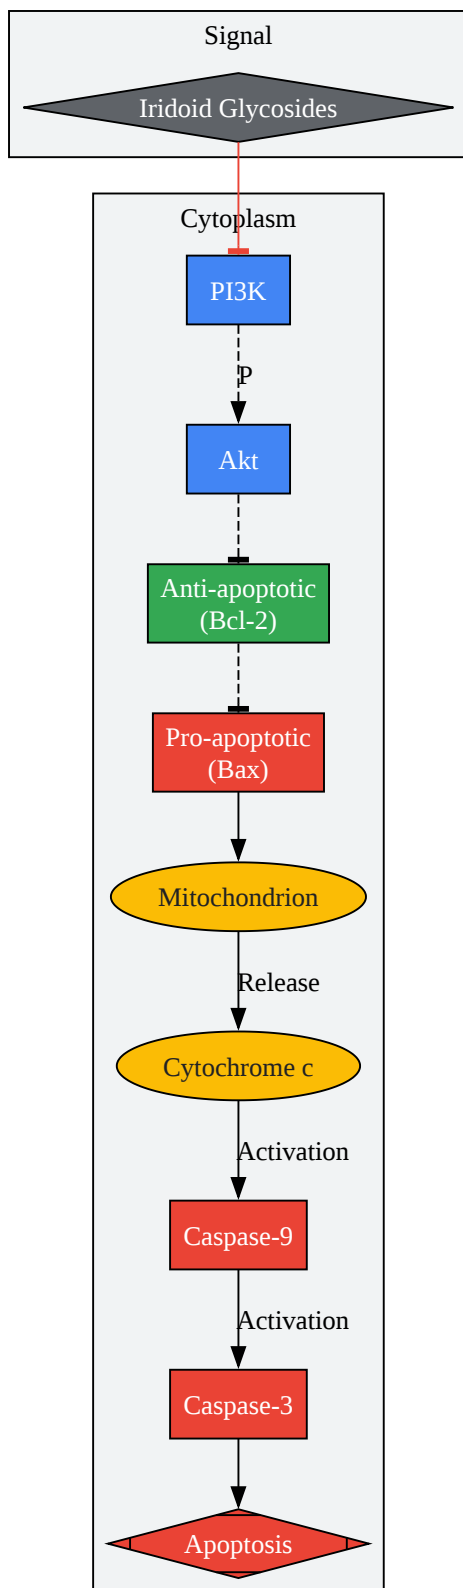 Signal
Iridoid Glycosides
Cytoplasm
PI3K
P
Akt
Anti-apoptotic
(Bcl-2)
Pro-apoptotic
(Bax)
Mitochondrion
Release
Cytochrome c
Activation
Caspase-9
Activation
Caspase-3
Apoptosis